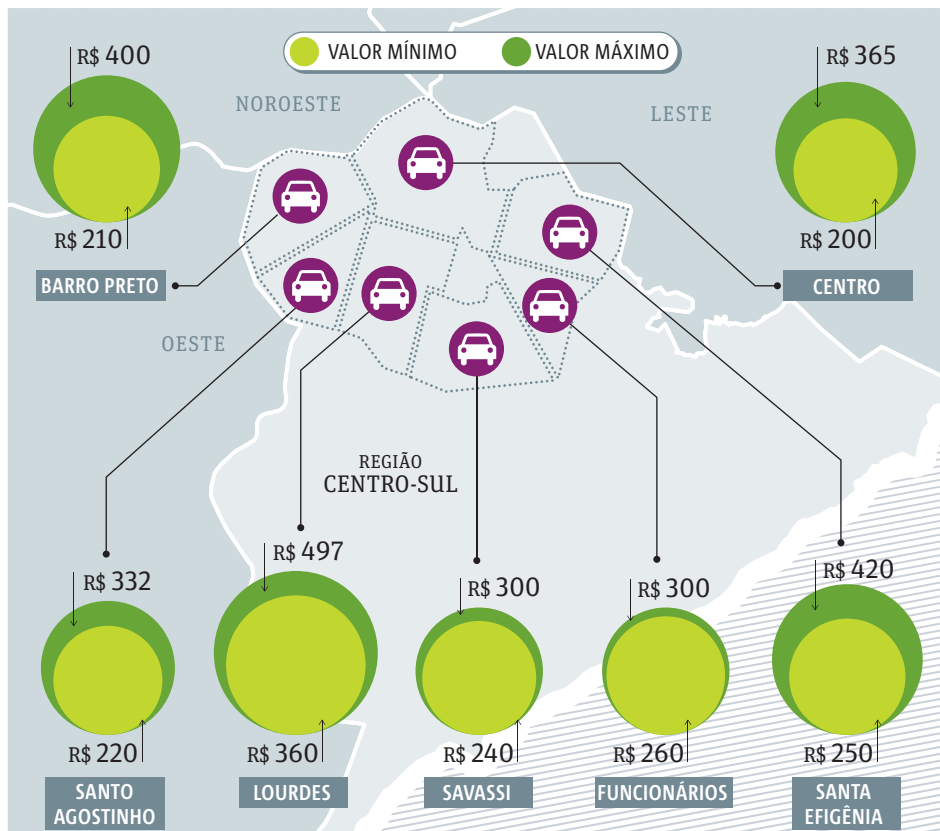 VALOR MÍNIMO
VALOR MÁXIMO
R$ 400
R$ 210
BARRO PRETO
NOROESTE
LESTE
R$ 365
R$ 200
CENTRO
OESTE
REGIÃO
CENTRO-SUL
R$ 332
R$ 220
SANTO
AGOSTINHO
R$ 497
R$ 360
LOURDES
R$ 300
R$ 240
SAVASSI
R$ 300
R$ 260
FUNCIONÁRIOS
R$ 420
R$ 250
SANTA
EFIGÊNIA